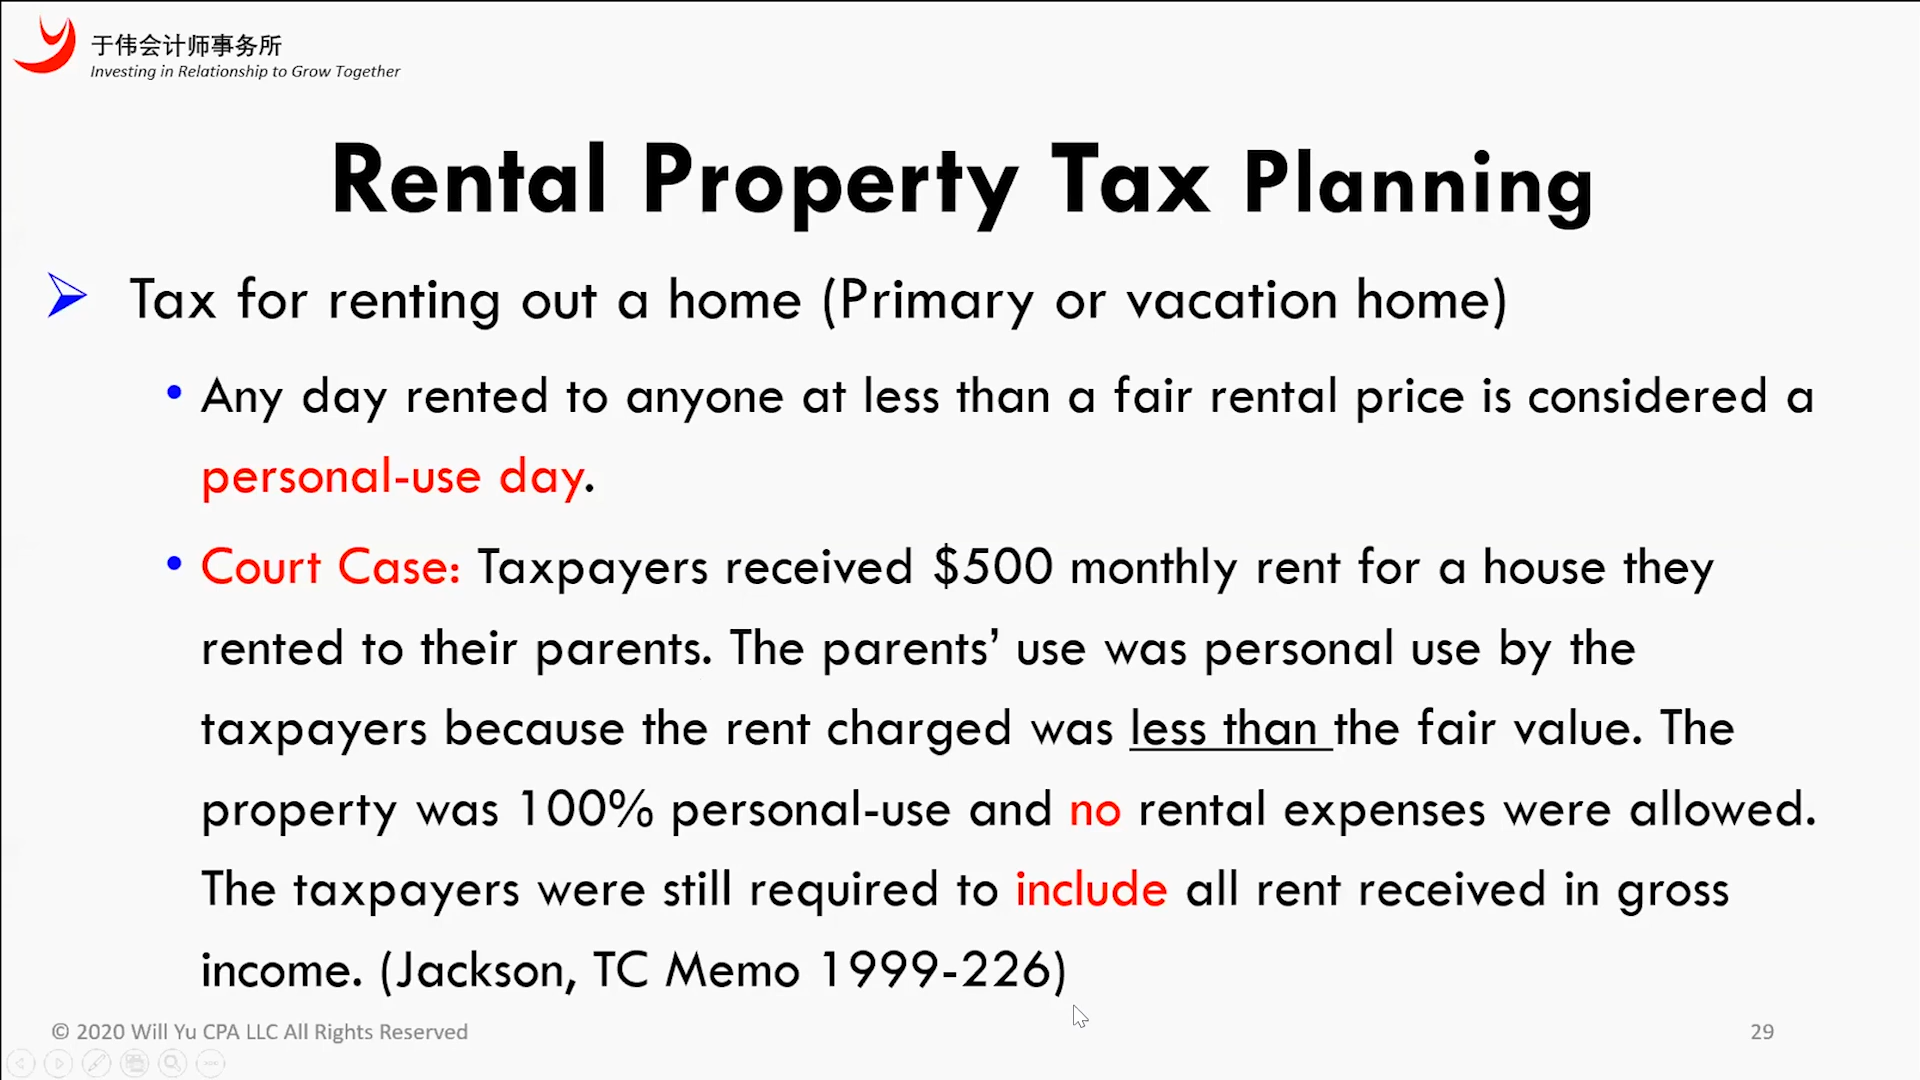 于伟会计师事务所
Investing in Relationship to Grow Together
Rental Property Tax Planning
Tax for renting out a home (Primary or vacation home)
Any day rented to anyone at less than a fair rental price is considered a
personal-use day.
Court Case: Taxpayers received $500 monthly rent for a house they
rented to their parents. The parents’ use was personal use by the
taxpayers because the rent charged was less than the fair value. The
property was 100% personal-use and no rental expenses were allowed.
The taxpayers were still required to include all rent received in gross
income. (Jackson, TC Memo 1999-226)
© 2020 Will Yu CPA LLC All Rights Reserved
29